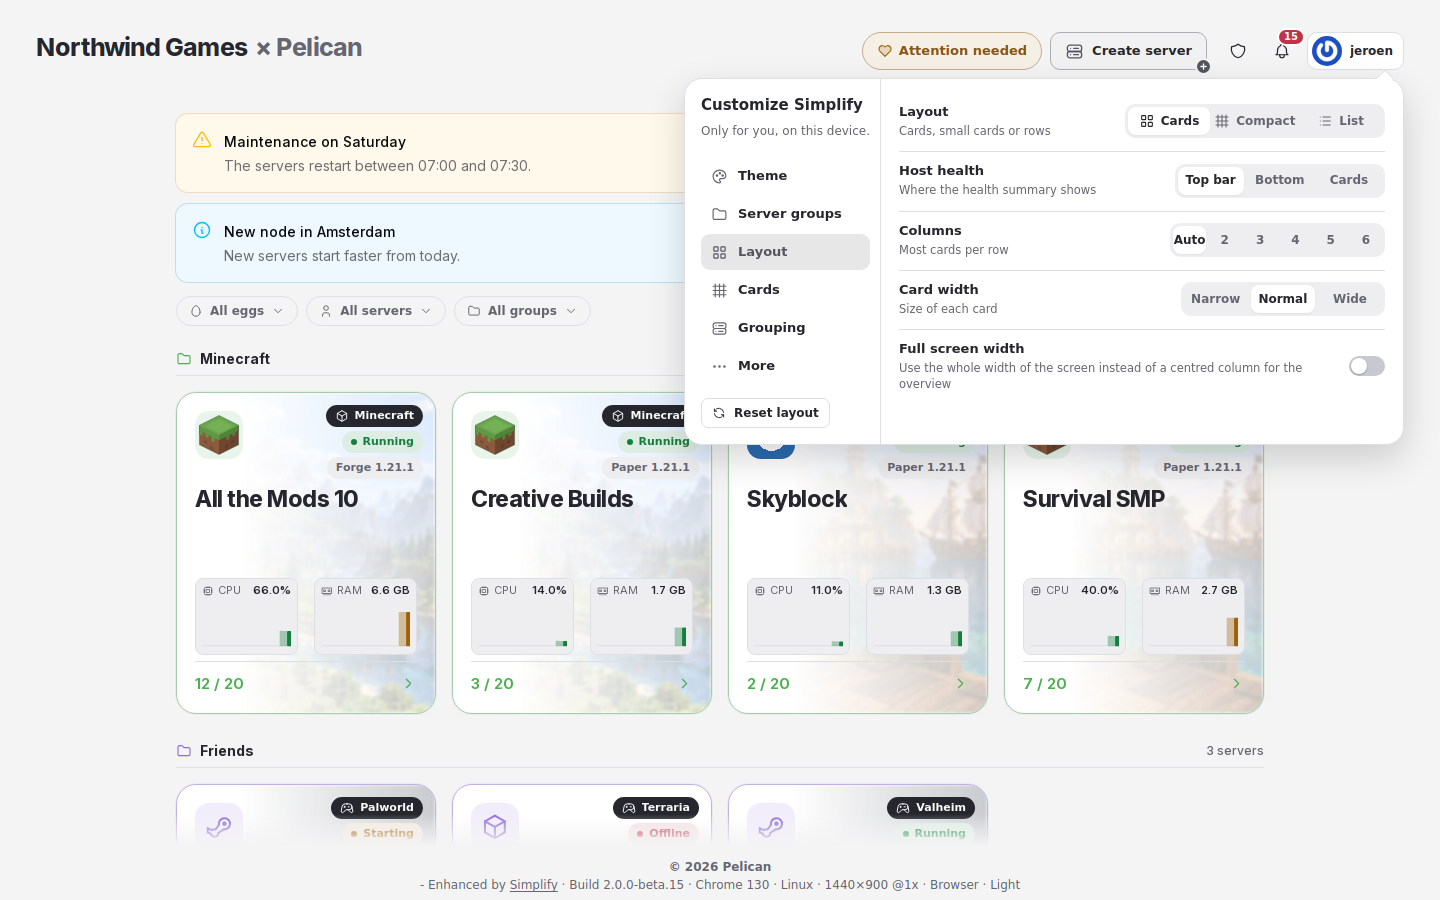 Northwind Games × Pelican
Attention needed
Create server
15
jeroen
Maintenance on Saturday
The servers restart between 07:00 and 07:30.
New node in Amsterdam
New servers start faster from today.
All eggs
All servers
All groups
Customize Simplify
Only for you, on this device.
Theme
Server groups
Layout
Cards
Grouping
More
Reset layout
Layout
Cards, small cards or rows
Cards
Compact
List
Host health
Where the health summary shows
Top bar
Bottom
Cards
Columns
Most cards per row
Auto
2
3
4
5
6
Card width
Size of each card
Narrow
Normal
Wide
Full screen width
Use the whole width of the screen instead of a centred column for the
overview
Minecraft
Minecraft
Running
Forge 1.21.1
All the Mods 10
CPU 66.0%
RAM 6.6 GB
12 / 20
Minecraft
Running
Paper 1.21.1
Creative Builds
CPU 14.0%
RAM 1.7 GB
3 / 20
Paper 1.21.1
Skyblock
CPU 11.0%
RAM 1.3 GB
2 / 20
Paper 1.21.1
Survival SMP
CPU 40.0%
RAM 2.7 GB
7 / 20
Friends
3 servers
Palworld
Starting
Terraria
Offline
Valheim
Running
© 2026 Pelican
- Enhanced by Simplify · Build 2.0.0-beta.15 · Chrome 130 · Linux · 1440×900 @1x · Browser · Light